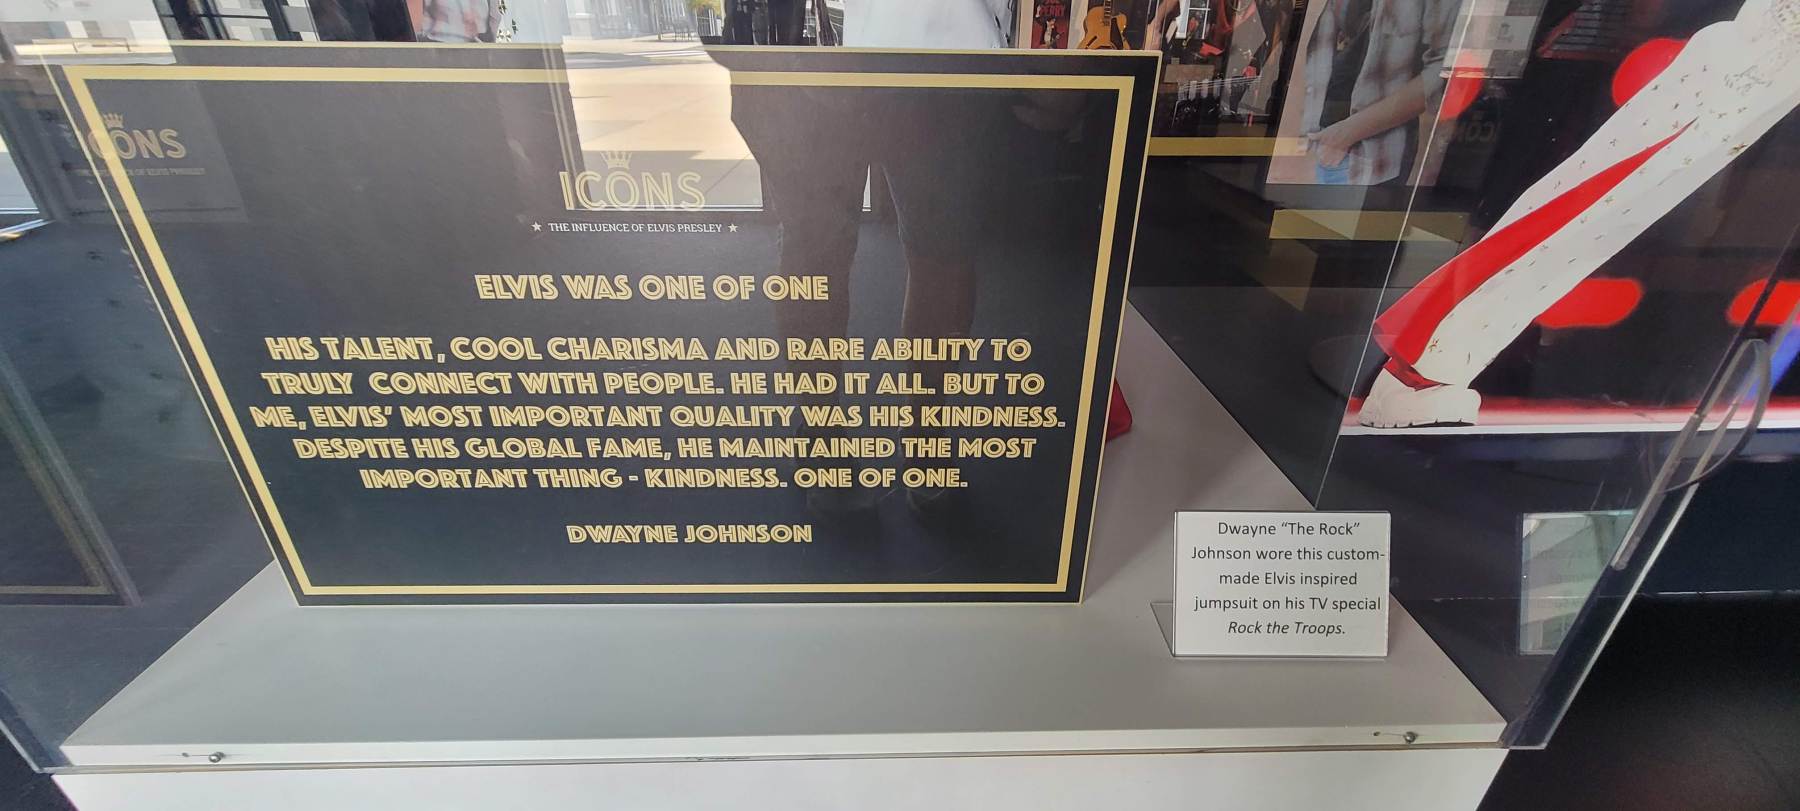 ICONS
ICONS
THE INFLUENCE OF ELVIS PRESLEY
ELVIS WAS ONE OF ONE
HIS TALENT, COOL CHARISMA AND RARE ABILITY TO
TRULY CONNECT WITH PEOPLE. HE HAD IT ALL. BUT TO
ME, ELVIS' MOST IMPORTANT QUALITY WAS HIS KINDNESS.
DESPITE HIS GLOBAL FAME, HE MAINTAINED THE MOST
IMPORTANT THING - KINDNESS. ONE OF ONE.
DWAYNE JOHNSON
Dwayne “The Rock”
Johnson wore this custom-
made Elvis inspired
jumpsuit on his TV special
Rock the Troops.